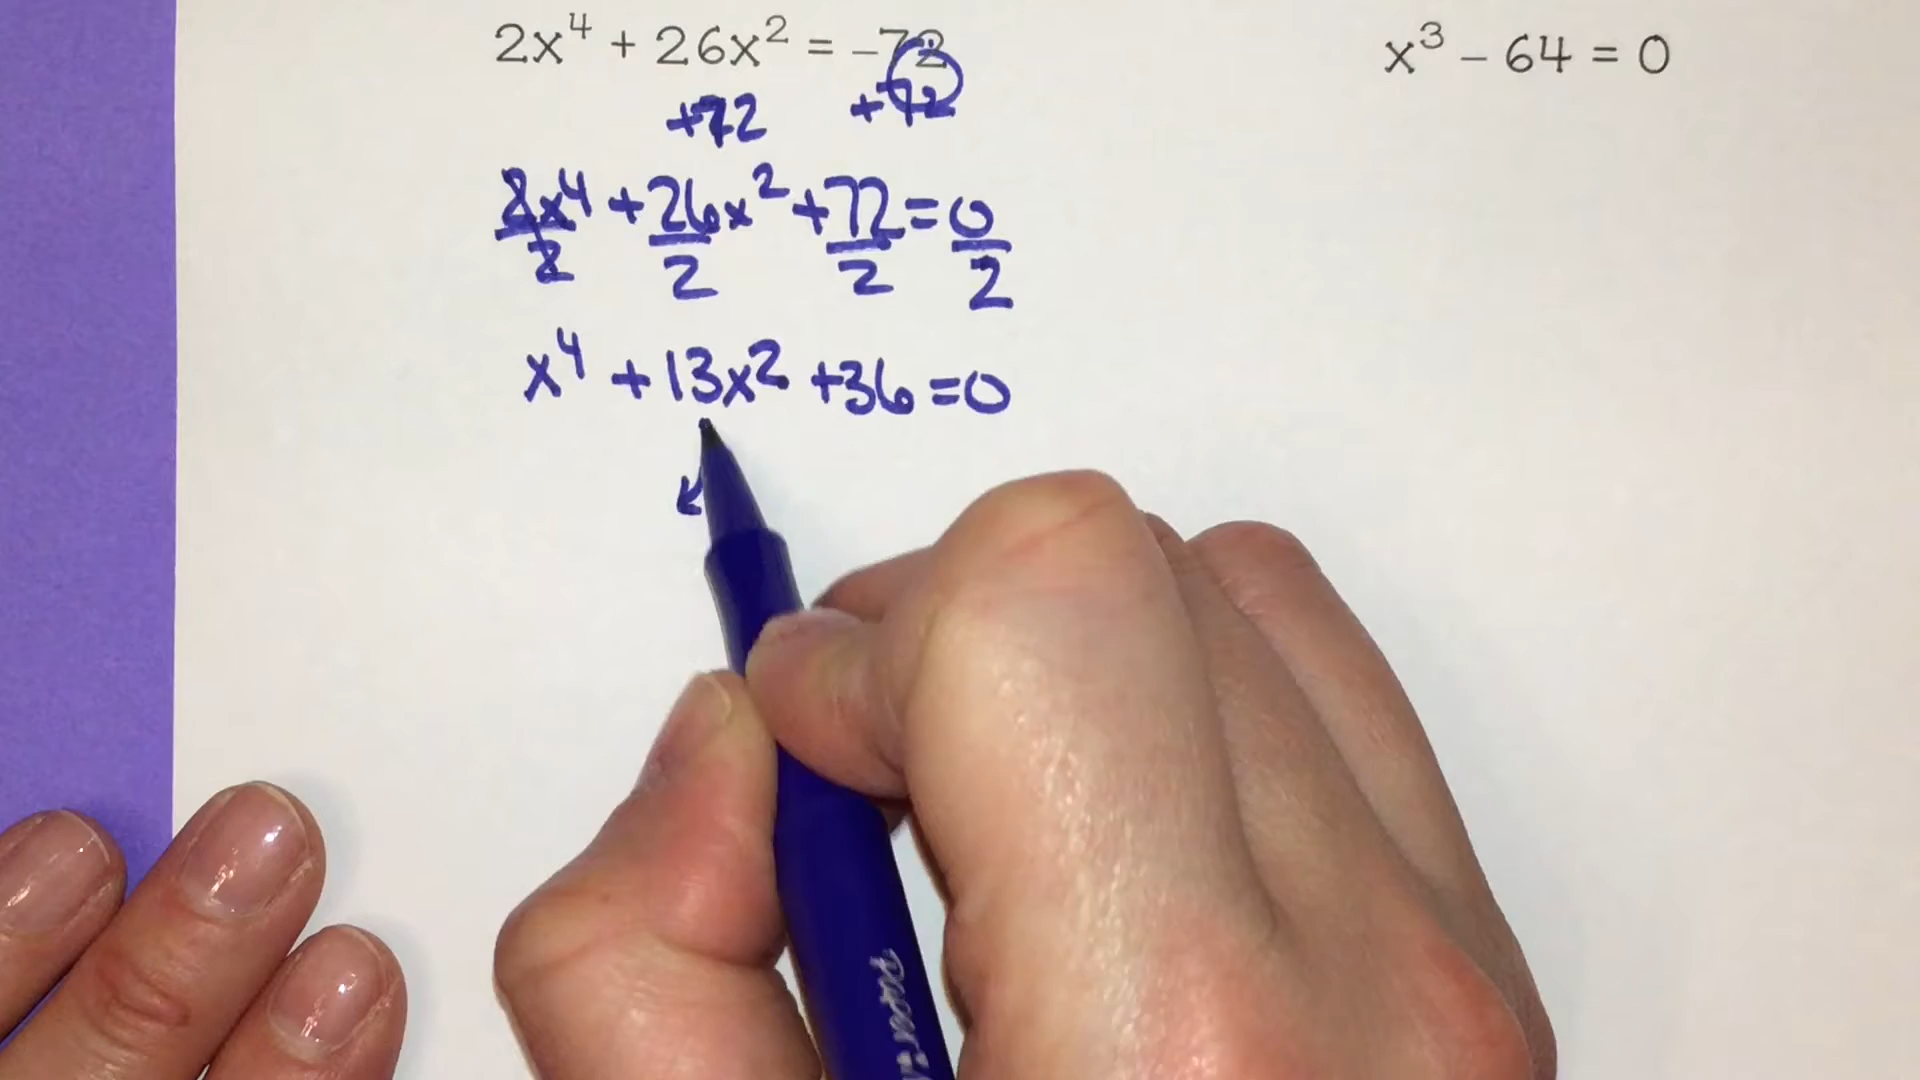 2x⁴ + 26x² = −72
x³ − 64 = 0
+72 +72
2x⁴/2 + 26x²/2 + 72/2 = 0/2
x⁴ + 13x² + 36 = 0